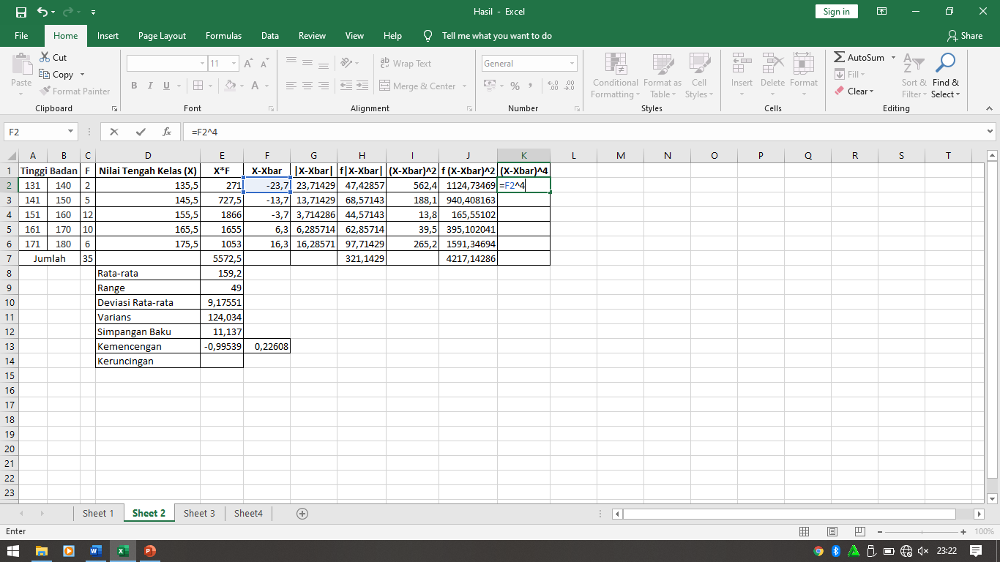 Hasil - Excel
Sign in
File Home Insert Page Layout Formulas Data Review View Help Tell me what you want to do Share
Paste
Cut
Copy
Format Painter
Clipboard
11 A A
B I U A
Font
ab Wrap Text
Merge & Center
Alignment
General
% , ,00 ,0
Number
Conditional Formatting
Format as Table
Cell Styles
Styles
Insert Delete Format
Cells
AutoSum
Fill
Clear
Sort & Filter
Find & Select
Editing
F2 fx =F2^4
A B C D E F G H I J K L M N O P Q R S T
1 Tinggi Badan F Nilai Tengah Kelas (X) X*F X-Xbar |X-Xbar| f|X-Xbar| (X-Xbar)^2 f (X-Xbar)^2 (X-Xbar)^4
2 131 140 2 135,5 271 -23,7 23,71429 47,42857 562,4 1124,73469 =F2^4
3 141 150 5 145,5 727,5 -13,7 13,71429 68,57143 188,1 940,408163
4 151 160 12 155,5 1866 -3,7 3,714286 44,57143 13,8 165,55102
5 161 170 10 165,5 1655 6,3 6,285714 62,85714 39,5 395,102041
6 171 180 6 175,5 1053 16,3 16,28571 97,71429 265,2 1591,34694
7 Jumlah 35 5572,5 321,1429 4217,14286
8 Rata-rata 159,2
9 Range 49
10 Deviasi Rata-rata 9,17551
11 Varians 124,034
12 Simpangan Baku 11,137
13 Kemencengan -0,99539 0,22608
14 Keruncingan
15
16
17
18
19
20
21
22
23
Sheet 1 Sheet 2 Sheet 3 Sheet4
Enter 100%
23:22